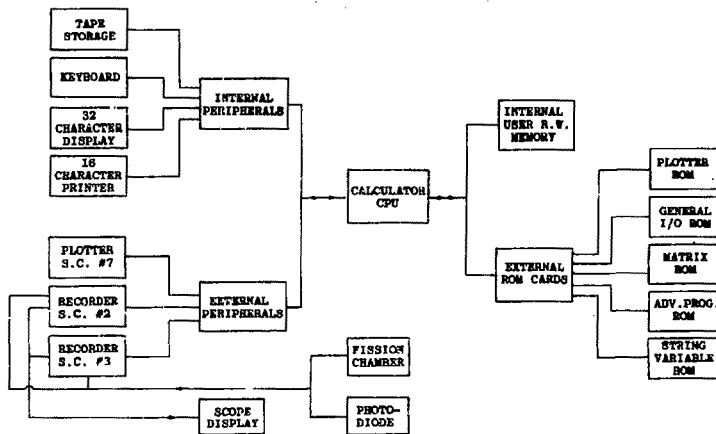 TAPE
STORAGE
KEYBOARD
32
CHARACTER
DISPLAY
16
CHARACTER
PRINTER
INTERNAL
PERIPHERALS
PLOTTER
S.C. #7
RECORDER
S.C. #2
RECORDER
S.C. #3
EXTERNAL
PERIPHERALS
SCOPE
DISPLAY
FISSION
CHAMBER
PHOTO-
DIODE
CALCULATOR
CPU
INTERNAL
USER R.W.
MEMORY
EXTERNAL
ROM CARDS
PLOTTER
ROM
GENERAL
I/O ROM
MATRIX
ROM
ADV.PROG.
ROM
STRING
VARIABLE
ROM